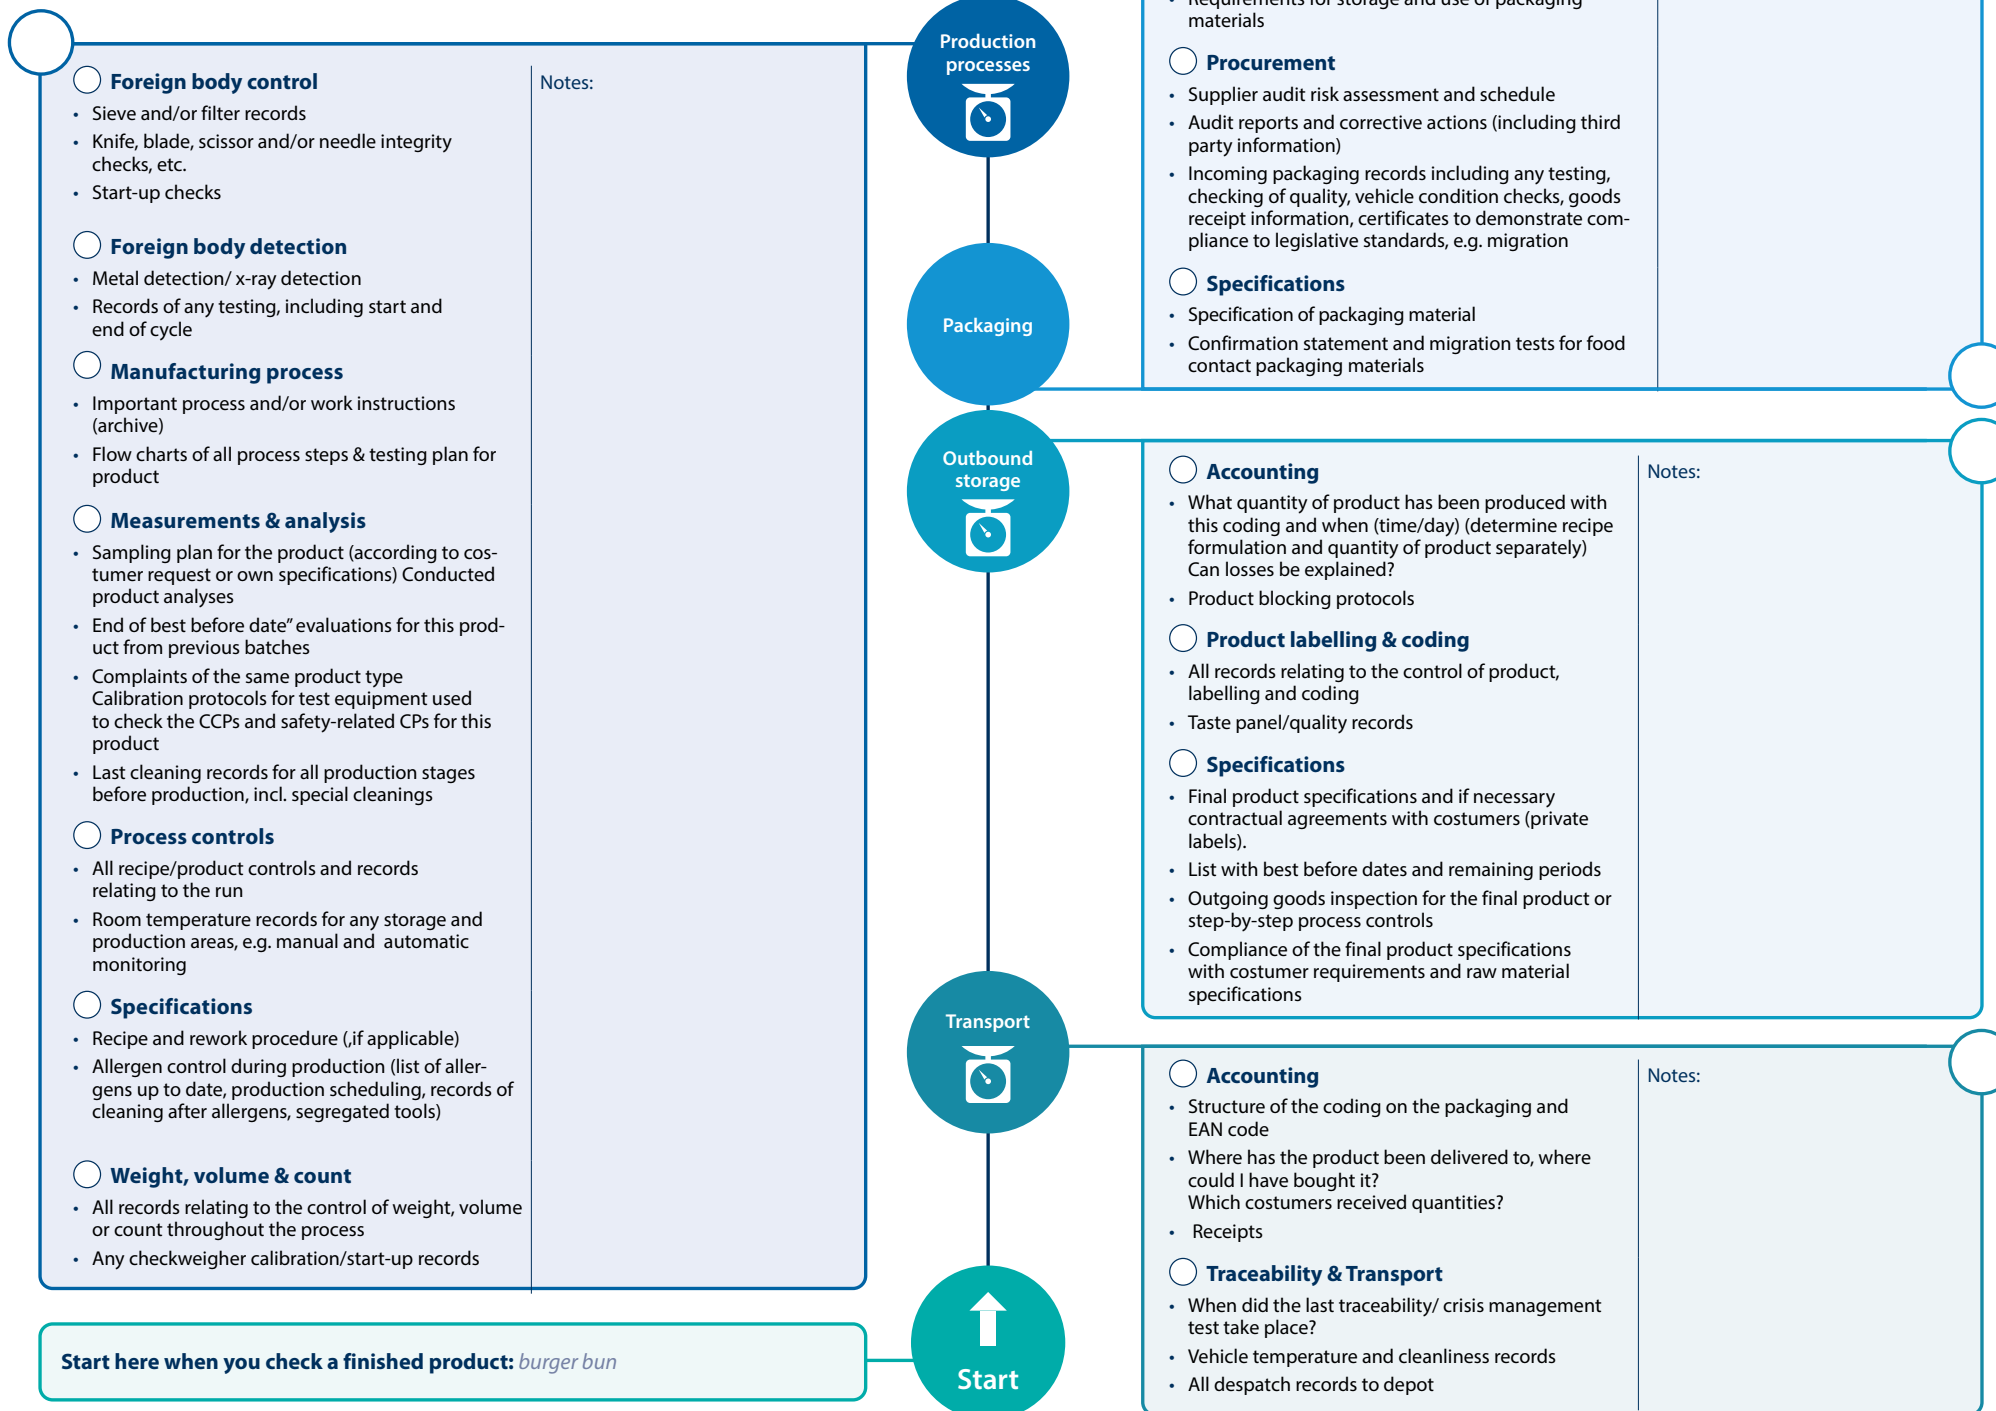 Foreign body control
• Sieve and/or filter records
• Knife, blade, scissor and/or needle integrity
checks, etc.
• Start-up checks
Foreign body detection
• Metal detection/ x-ray detection
• Records of any testing, including start and
end of cycle
Manufacturing process
• Important process and/or work instructions
(archive)
• Flow charts of all process steps & testing plan for
product
Measurements & analysis
• Sampling plan for the product (according to cos-
tumer request or own specifications) Conducted
product analyses
• End of best before date” evaluations for this prod-
uct from previous batches
• Complaints of the same product type
Calibration protocols for test equipment used
to check the CCPs and safety-related CPs for this
product
• Last cleaning records for all production stages
before production, incl. special cleanings
Process controls
• All recipe/product controls and records
relating to the run
• Room temperature records for any storage and
production areas, e.g. manual and automatic
monitoring
Specifications
• Recipe and rework procedure (,if applicable)
• Allergen control during production (list of aller-
gens up to date, production scheduling, records of
cleaning after allergens, segregated tools)
Weight, volume & count
• All records relating to the control of weight, volume
or count throughout the process
• Any checkweigher calibration/start-up records
Notes:
Start here when you check a finished product: burger bun
Production
processes
Packaging
Outbound
storage
Transport
Start
• Requirements for storage and use of packaging
materials
Procurement
• Supplier audit risk assessment and schedule
• Audit reports and corrective actions (including third
party information)
• Incoming packaging records including any testing,
checking of quality, vehicle condition checks, goods
receipt information, certificates to demonstrate com-
pliance to legislative standards, e.g. migration
Specifications
• Specification of packaging material
• Confirmation statement and migration tests for food
contact packaging materials
Accounting
• What quantity of product has been produced with
this coding and when (time/day) (determine recipe
formulation and quantity of product separately)
Can losses be explained?
• Product blocking protocols
Product labelling & coding
• All records relating to the control of product,
labelling and coding
• Taste panel/quality records
Specifications
• Final product specifications and if necessary
contractual agreements with costumers (private
labels).
• List with best before dates and remaining periods
• Outgoing goods inspection for the final product or
step-by-step process controls
• Compliance of the final product specifications
with costumer requirements and raw material
specifications
Notes:
Accounting
• Structure of the coding on the packaging and
EAN code
• Where has the product been delivered to, where
could I have bought it?
Which costumers received quantities?
• Receipts
Traceability & Transport
• When did the last traceability/ crisis management
test take place?
• Vehicle temperature and cleanliness records
• All despatch records to depot
Notes: